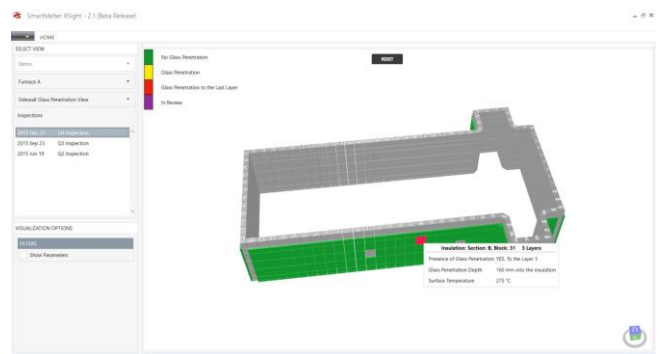 SmartMelter XSight - 2.1 (Beta Release)
HOME
SELECT VIEW
Demo
Furnace A
Sidewall Glass Penetration View
Inspections
2015 Dec 21 Q4 Inspection
2015 Sep 23 Q3 Inspection
2015 Jun 16 Q2 Inspection
VISUALIZATION OPTIONS
FILTERS
Show Parameters
No Glass Penetration
Glass Penetration
Glass Penetration to the Last Layer
In Review
RESET
Insulation: Section: B, Block: 31 3 Layers
Presence of Glass Penetration YES, To the Layer 3
Glass Penetration Depth 160 mm into the insulation
Surface Temperature 275 °C